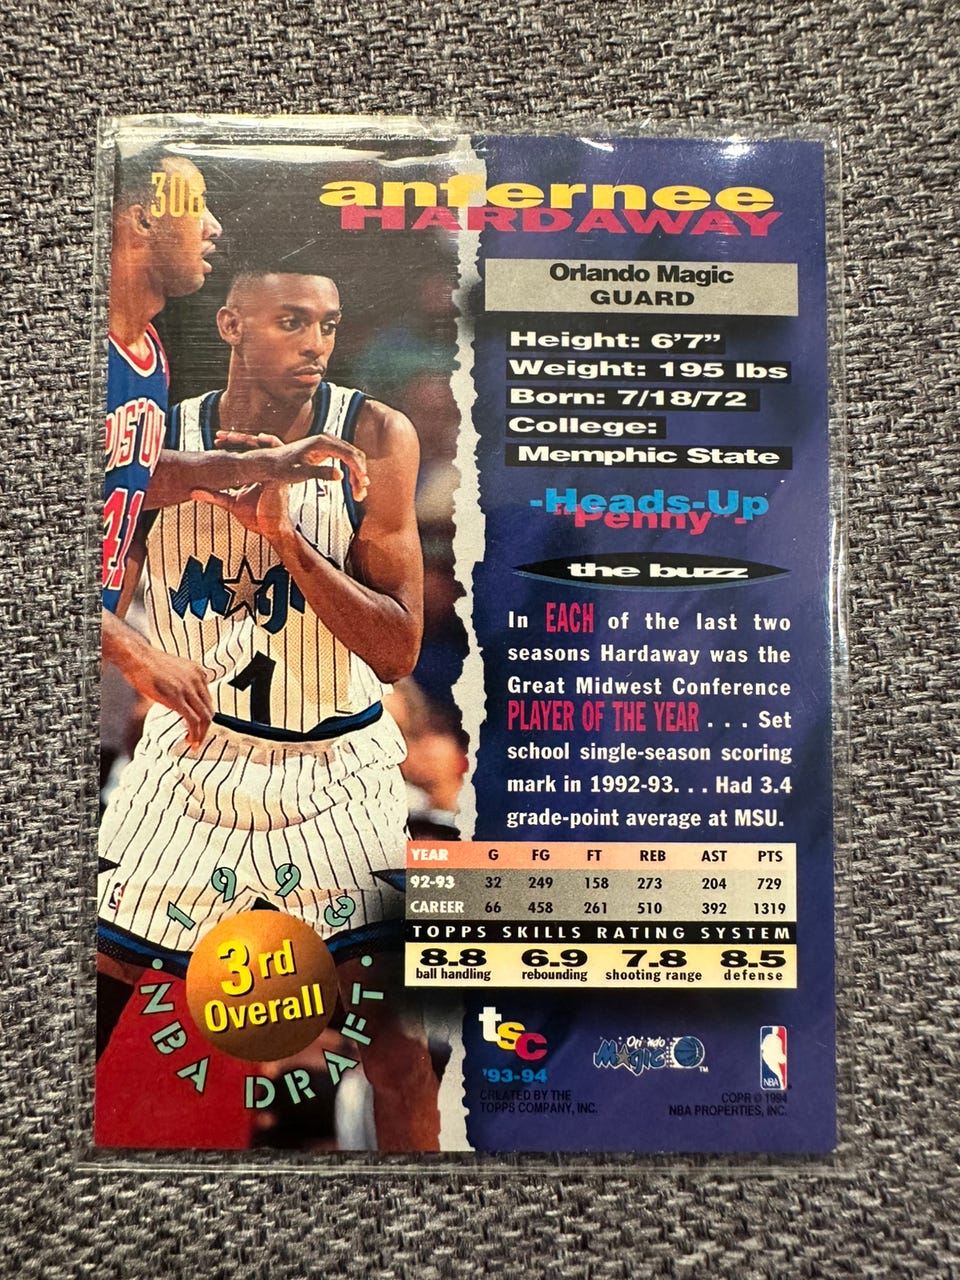 anfernee
HARDAWAY
Orlando Magic
GUARD
Height: 6'7"
Weight: 195 lbs
Born: 7/18/72
College:
Memphic State
-Heads-Up
"Penny"-
the buzz
In EACH of the last two
seasons Hardaway was the
Great Midwest Conference
PLAYER OF THE YEAR . . . Set
school single-season scoring
mark in 1992-93. . . Had 3.4
grade-point average at MSU.
YEAR G FG FT REB AST PTS
92-93 32 249 158 273 204 729
CAREER 66 458 261 510 392 1319
TOPPS SKILLS RATING SYSTEM
8.8 6.9 7.8 8.5
ball handling rebounding shooting range defense
1993
3rd
Overall
•NBA DRAFT•
tsc
'93-94
CREATED BY THE
TOPPS COMPANY, INC.
Magic
TM
NBA
COPR © 1994
NBA PROPERTIES, INC.
41
Magic
1